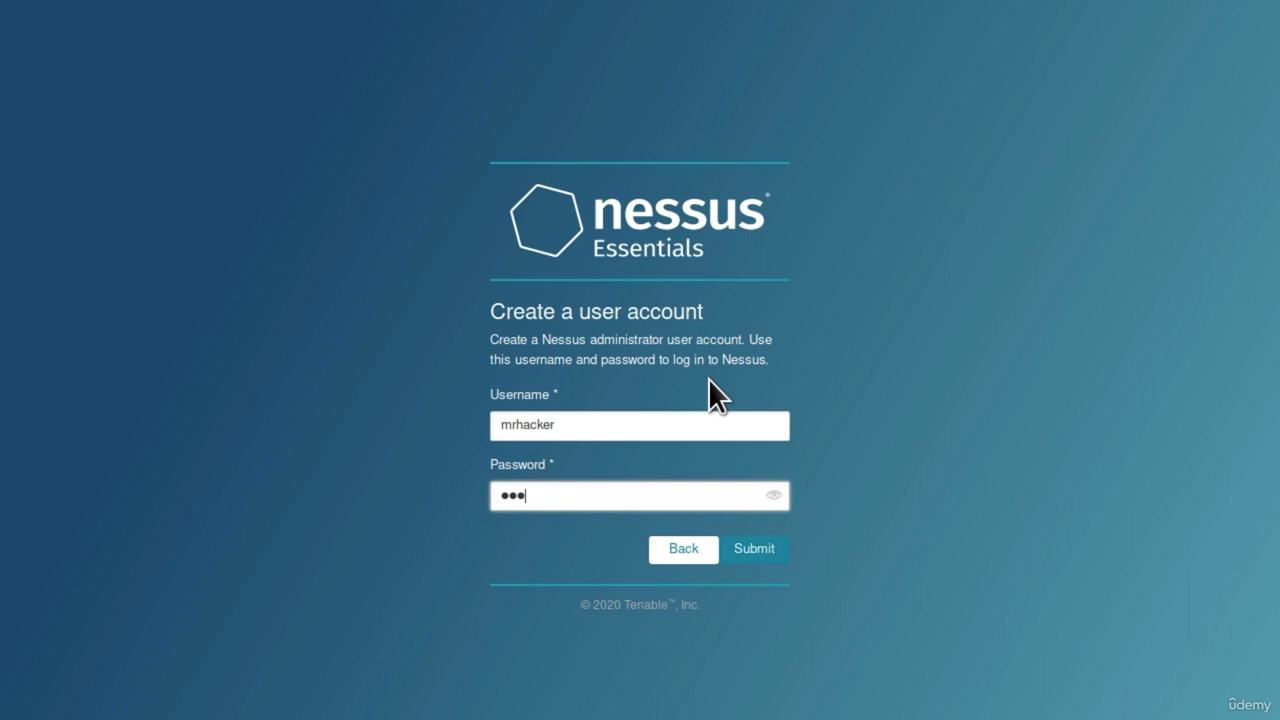 nessus®
Essentials
Create a user account
Create a Nessus administrator user account. Use
this username and password to log in to Nessus.
Username *
mrhacker
Password *
•••
Back
Submit
© 2020 Tenable™, Inc.
ûdemy